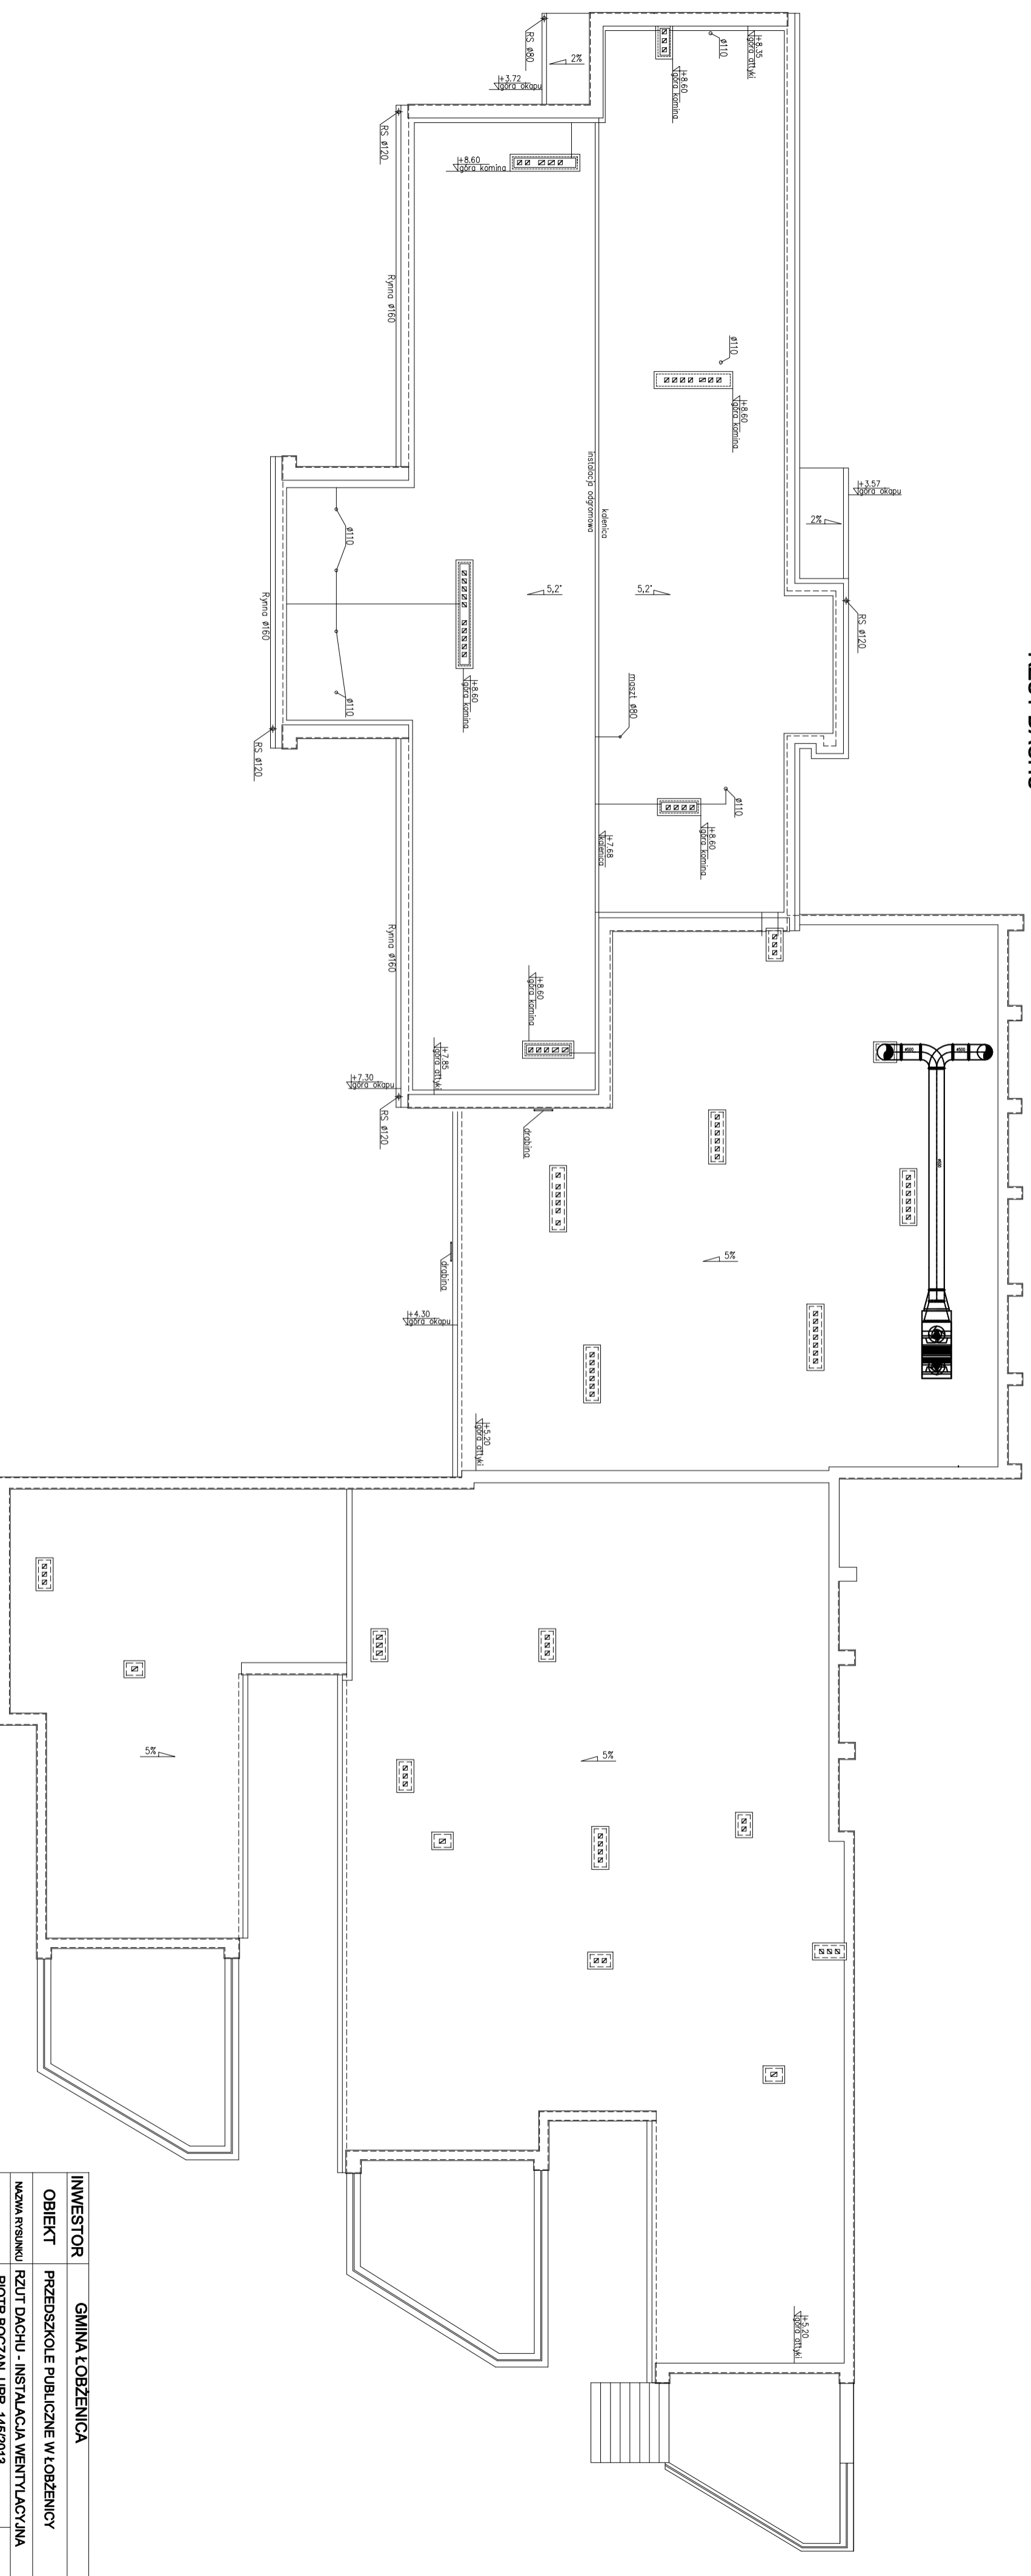 RZUT DACHU
RS ø80
2%
+3.72
góra okapu
ø110
+8.35
góra attyki
+8.60
góra komina
RS ø120
+8.60
góra komina
Rynna ø160
ø110
+8.60
góra komina
instalacja odgromowa
kalenica
+3.57
góra okapu
2%
RS ø120
5,2°
5,2°
ø110
ø110
Rynna ø160
+8.60
góra komina
maszt ø80
RS ø120
ø110
+8.60
góra komina
+7.68
kalenica
Rynna ø160
+8.60
góra komina
+7.85
góra attyki
+7.30
góra okapu
RS ø120
drabina
drabina
5%
+4.30
góra okapu
+5.20
góra attyki
5%
5%
+5.20
góra attyki
INWESTOR
GMINA ŁOBŻENICA
OBIEKT
PRZEDSZKOLE PUBLICZNE W ŁOBŻENICY
NAZWA RYSUNKU
RZUT DACHU - INSTALACJA WENTYLACYJNA